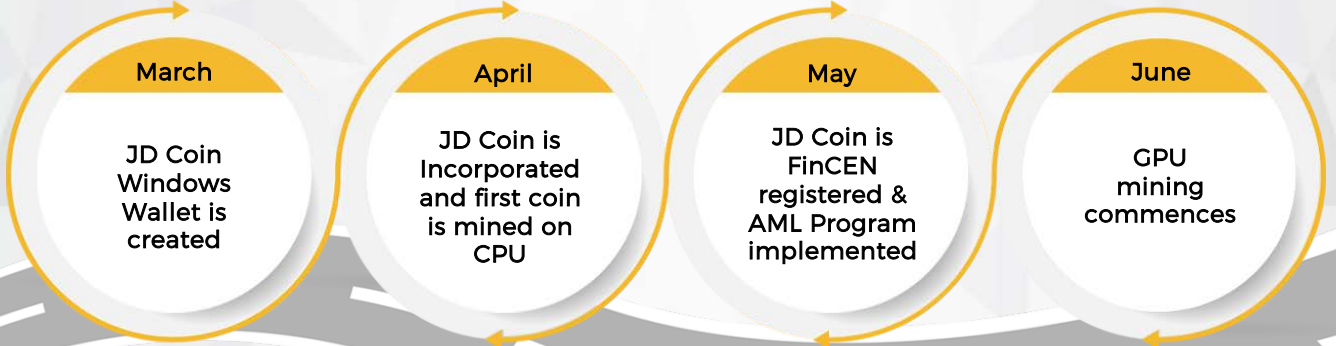 March
JD Coin
Windows
Wallet is
created
April
JD Coin is
Incorporated
and first coin
is mined on
CPU
May
JD Coin is
FinCEN
registered &
AML Program
implemented
June
GPU
mining
commences